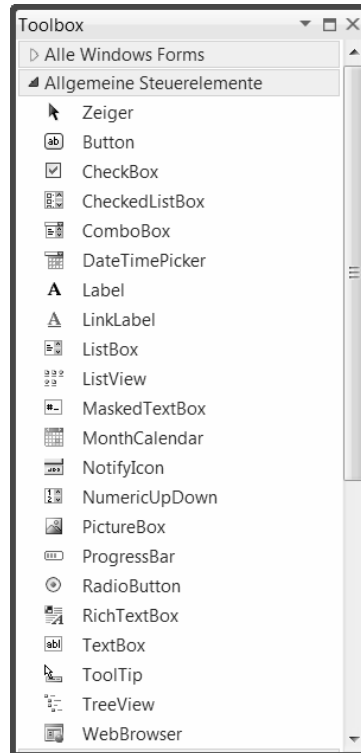 Toolbox
Alle Windows Forms
Allgemeine Steuerelemente
Zeiger
Button
CheckBox
CheckedListBox
ComboBox
DateTimePicker
Label
LinkLabel
ListBox
ListView
MaskedTextBox
MonthCalendar
NotifyIcon
NumericUpDown
PictureBox
ProgressBar
RadioButton
RichTextBox
TextBox
ToolTip
TreeView
WebBrowser